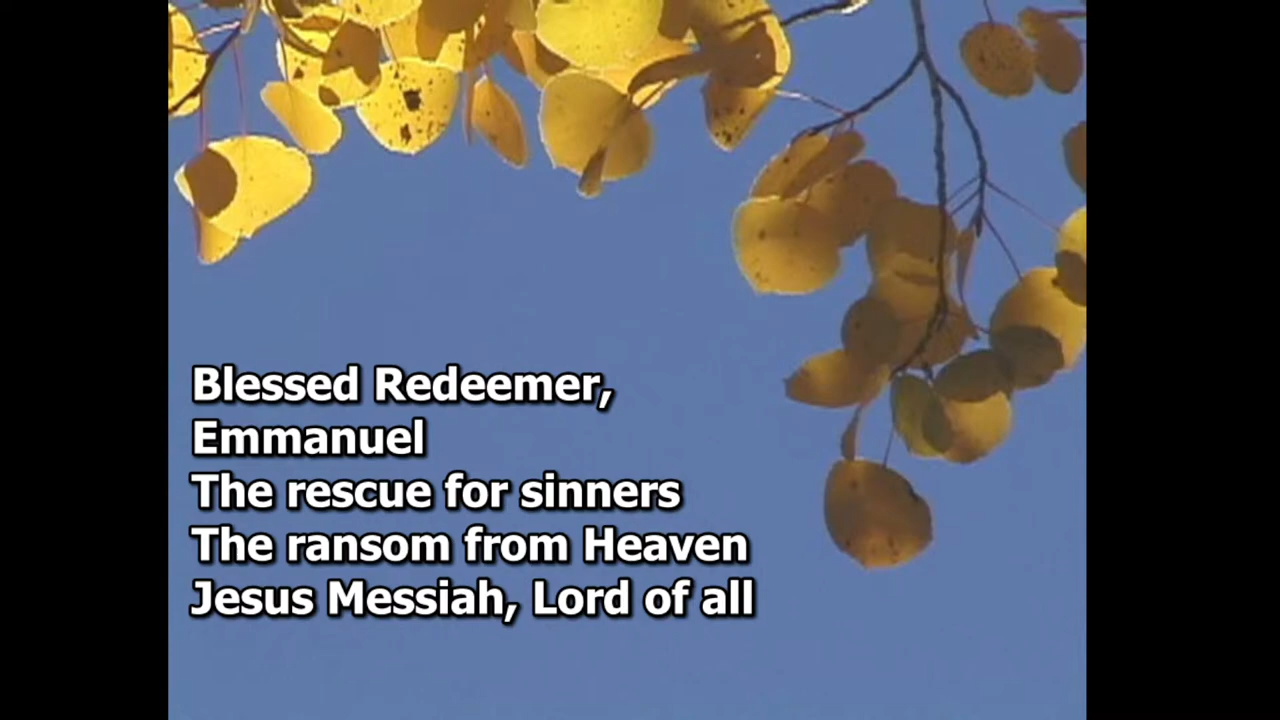 Blessed Redeemer,
Emmanuel
The rescue for sinners
The ransom from Heaven
Jesus Messiah, Lord of all